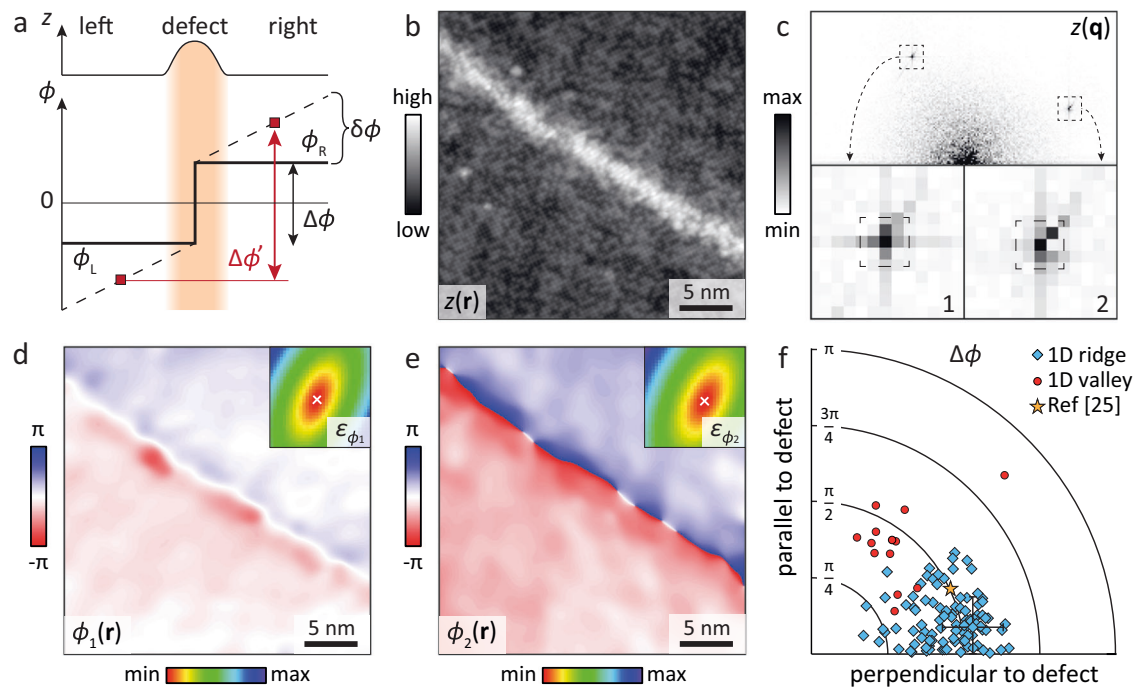 a
z
left
defect
right
ϕ
ϕR
δϕ
0
Δϕ
ϕL
Δϕ'
b
high
low
z(r)
5 nm
c
z(q)
max
min
1
2
d
π
-π
εϕ1
ϕ1(r)
5 nm
min
max
e
π
-π
εϕ2
ϕ2(r)
5 nm
min
max
f
Δϕ
1D ridge
1D valley
Ref [25]
π
3π
4
π
2
π
4
parallel to defect
perpendicular to defect